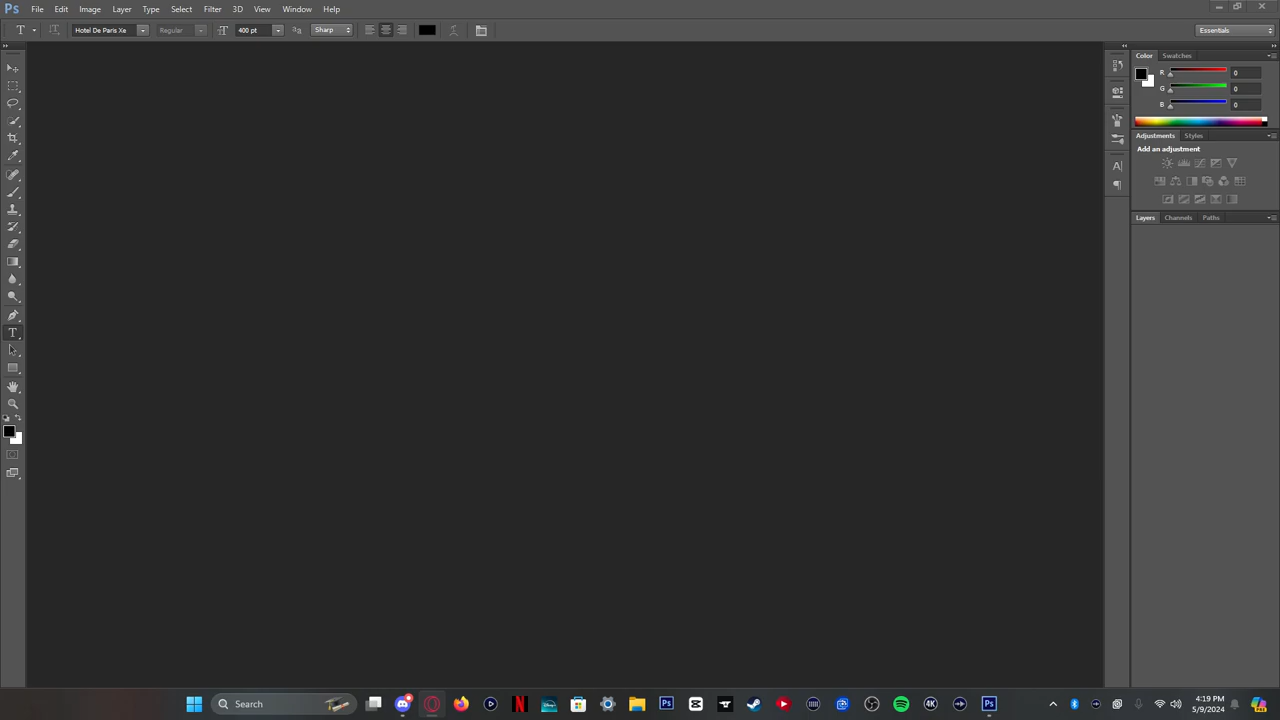 Ps File Edit Image Layer Type Select Filter 3D View Window Help
T Hotel De Paris Xe Regular 400 pt Sharp Essentials
Color Swatches
R 0
G 0
B 0
Adjustments Styles
Add an adjustment
Layers Channels Paths
Search
4:19 PM
5/9/2024